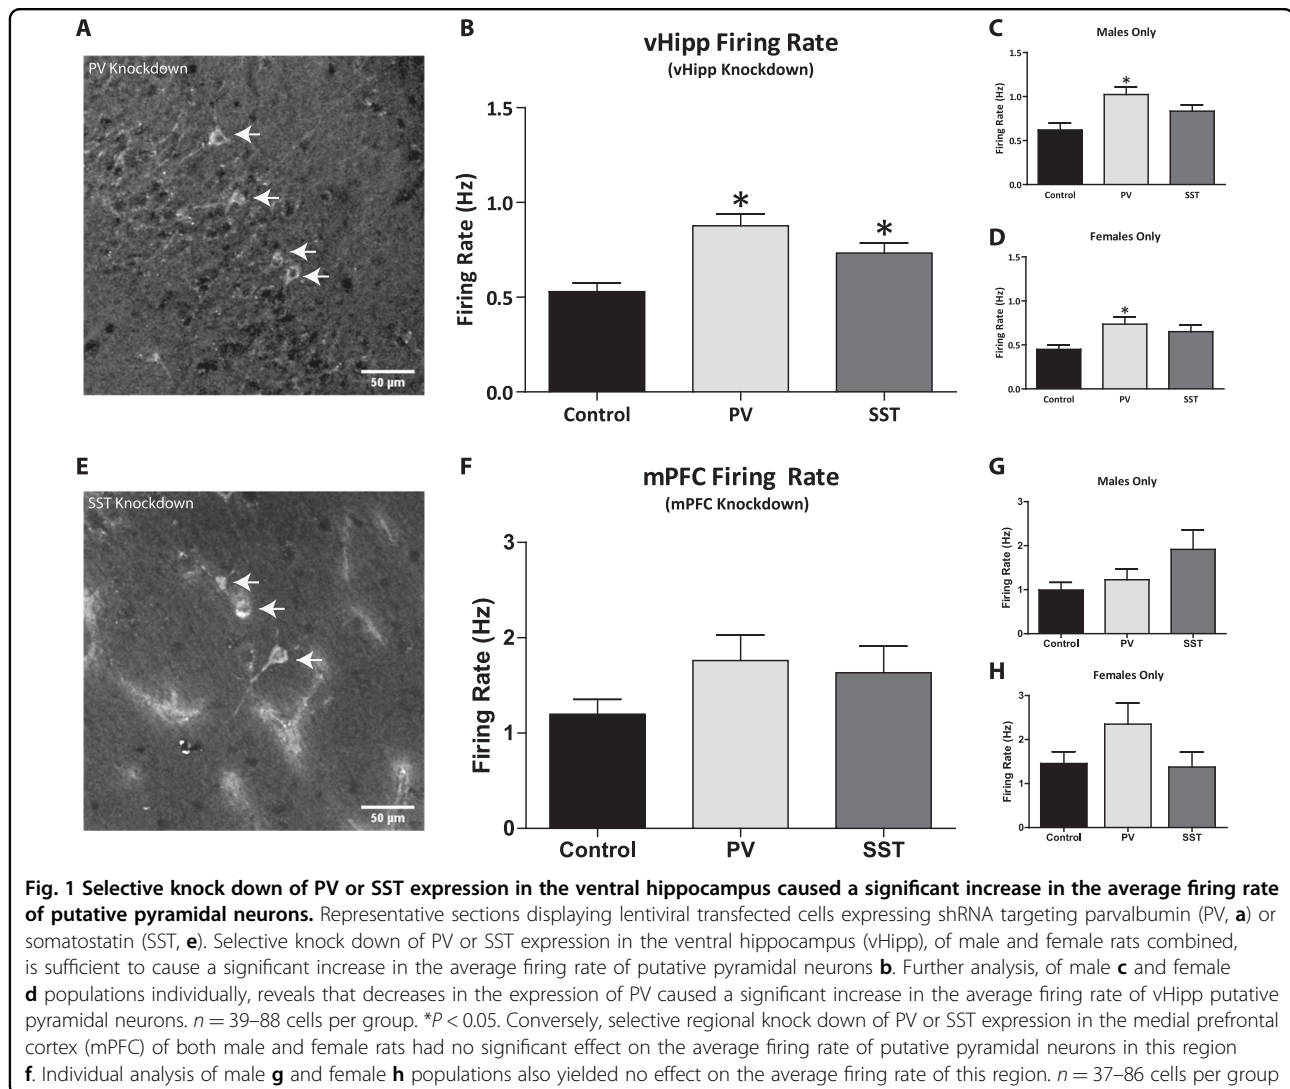 A
PV Knockdown
50 µm
B
vHipp Firing Rate
(vHipp Knockdown)
Firing Rate (Hz)
1.5
1.0
0.5
0.0
*
*
Control PV SST
C
Males Only
Firing Rate (Hz)
1.5
1.0
0.5
0.0
*
Control PV SST
D
Females Only
Firing Rate (Hz)
1.5
1.0
0.5
0.0
*
Control PV SST
E
SST Knockdown
50 µm
F
mPFC Firing Rate
(mPFC Knockdown)
Firing Rate (Hz)
3
2
1
0
Control PV SST
G
Males Only
Firing Rate (Hz)
3
2
1
0
Control PV SST
H
Females Only
Firing Rate (Hz)
3
2
1
0
Control PV SST
Fig. 1 Selective knock down of PV or SST expression in the ventral hippocampus caused a significant increase in the average firing rate
of putative pyramidal neurons. Representative sections displaying lentiviral transfected cells expressing shRNA targeting parvalbumin (PV, a) or
somatostatin (SST, e). Selective knock down of PV or SST expression in the ventral hippocampus (vHipp), of male and female rats combined,
is sufficient to cause a significant increase in the average firing rate of putative pyramidal neurons b. Further analysis, of male c and female
d populations individually, reveals that decreases in the expression of PV caused a significant increase in the average firing rate of vHipp putative
pyramidal neurons. n = 39–88 cells per group. *P < 0.05. Conversely, selective regional knock down of PV or SST expression in the medial prefrontal
cortex (mPFC) of both male and female rats had no significant effect on the average firing rate of putative pyramidal neurons in this region
f. Individual analysis of male g and female h populations also yielded no effect on the average firing rate of this region. n = 37–86 cells per group